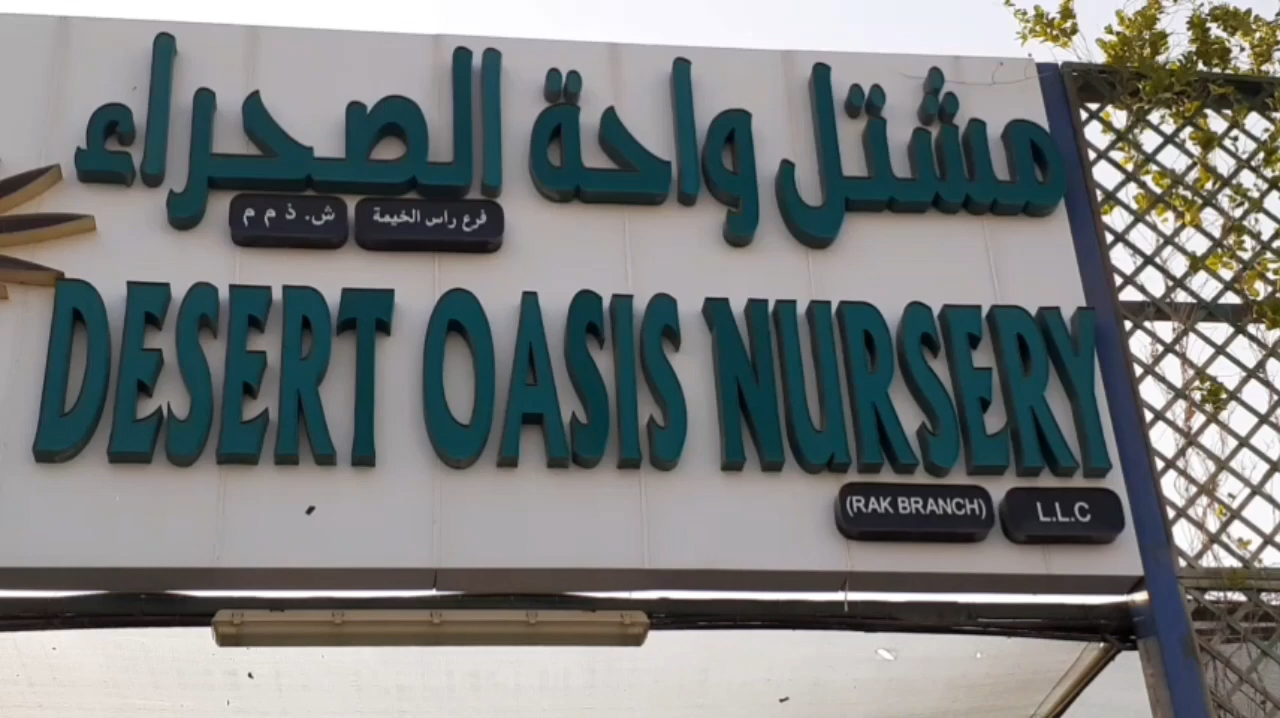 مشتل واحة الصحراء
فرع راس الخيمة ش. ذ م م
DESERT OASIS NURSERY
(RAK BRANCH) L.L.C